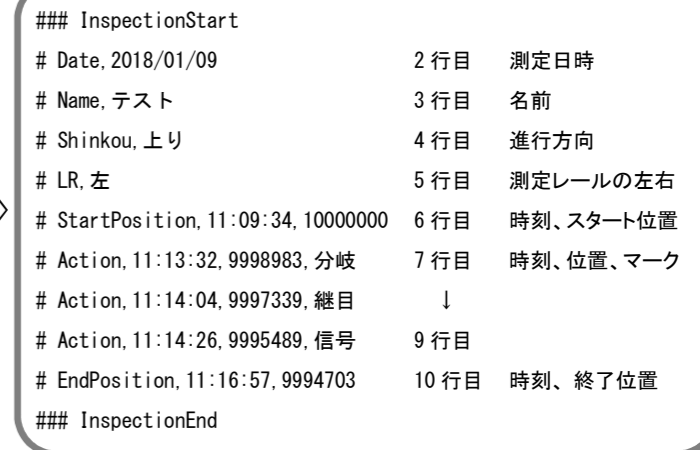 ### InspectionStart
# Date,2018/01/09 2行目 測定日時
# Name,テスト 3行目 名前
# Shinkou,上り 4行目 進行方向
# LR,左 5行目 測定レールの左右
# StartPosition,11:09:34,10000000 6行目 時刻、スタート位置
# Action,11:13:32,9998983,分岐 7行目 時刻、位置、マーク
# Action,11:14:04,9997339,継目 ↓
# Action,11:14:26,9995489,信号 9行目
# EndPosition,11:16:57,9994703 10行目 時刻、終了位置
### InspectionEnd